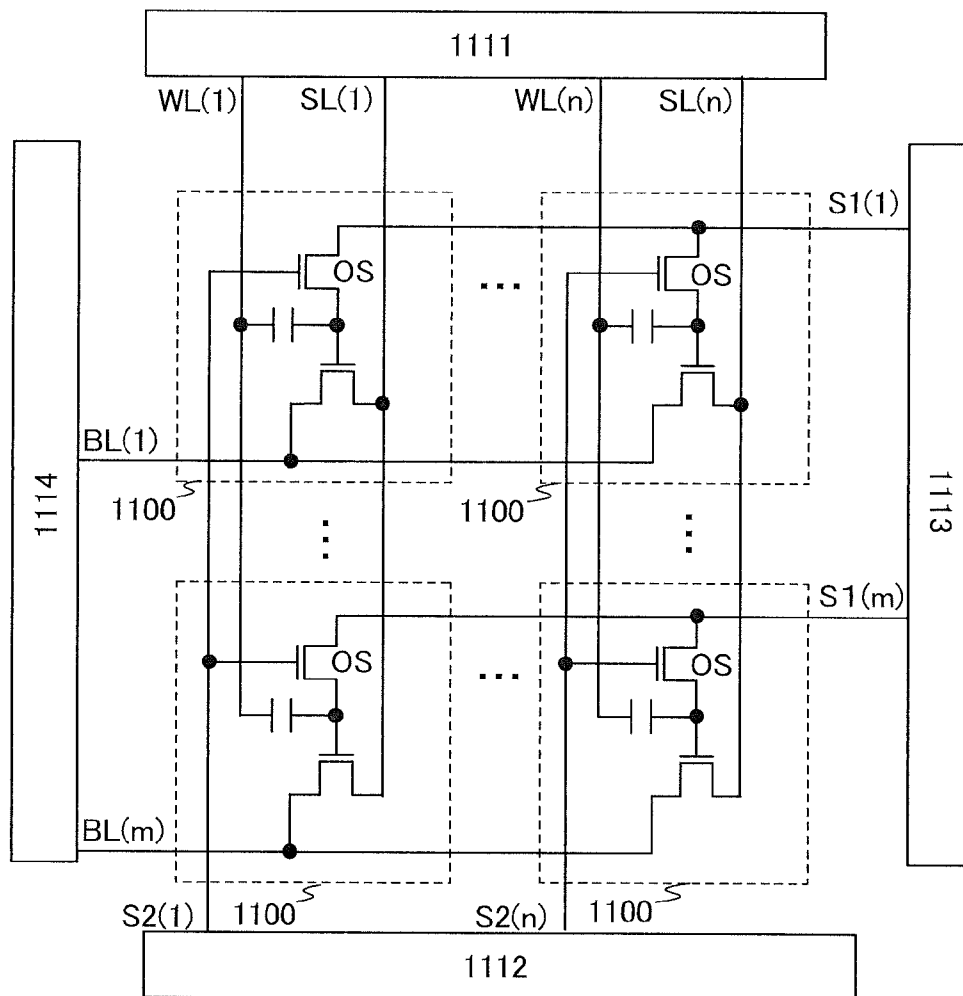 1111
WL(1) SL(1) WL(n) SL(n)
S1(1)
OS OS
...
BL(1)
1100 1100
1114
1113
S1(m)
OS OS
...
BL(m)
1100 1100
S2(1) S2(n)
1112